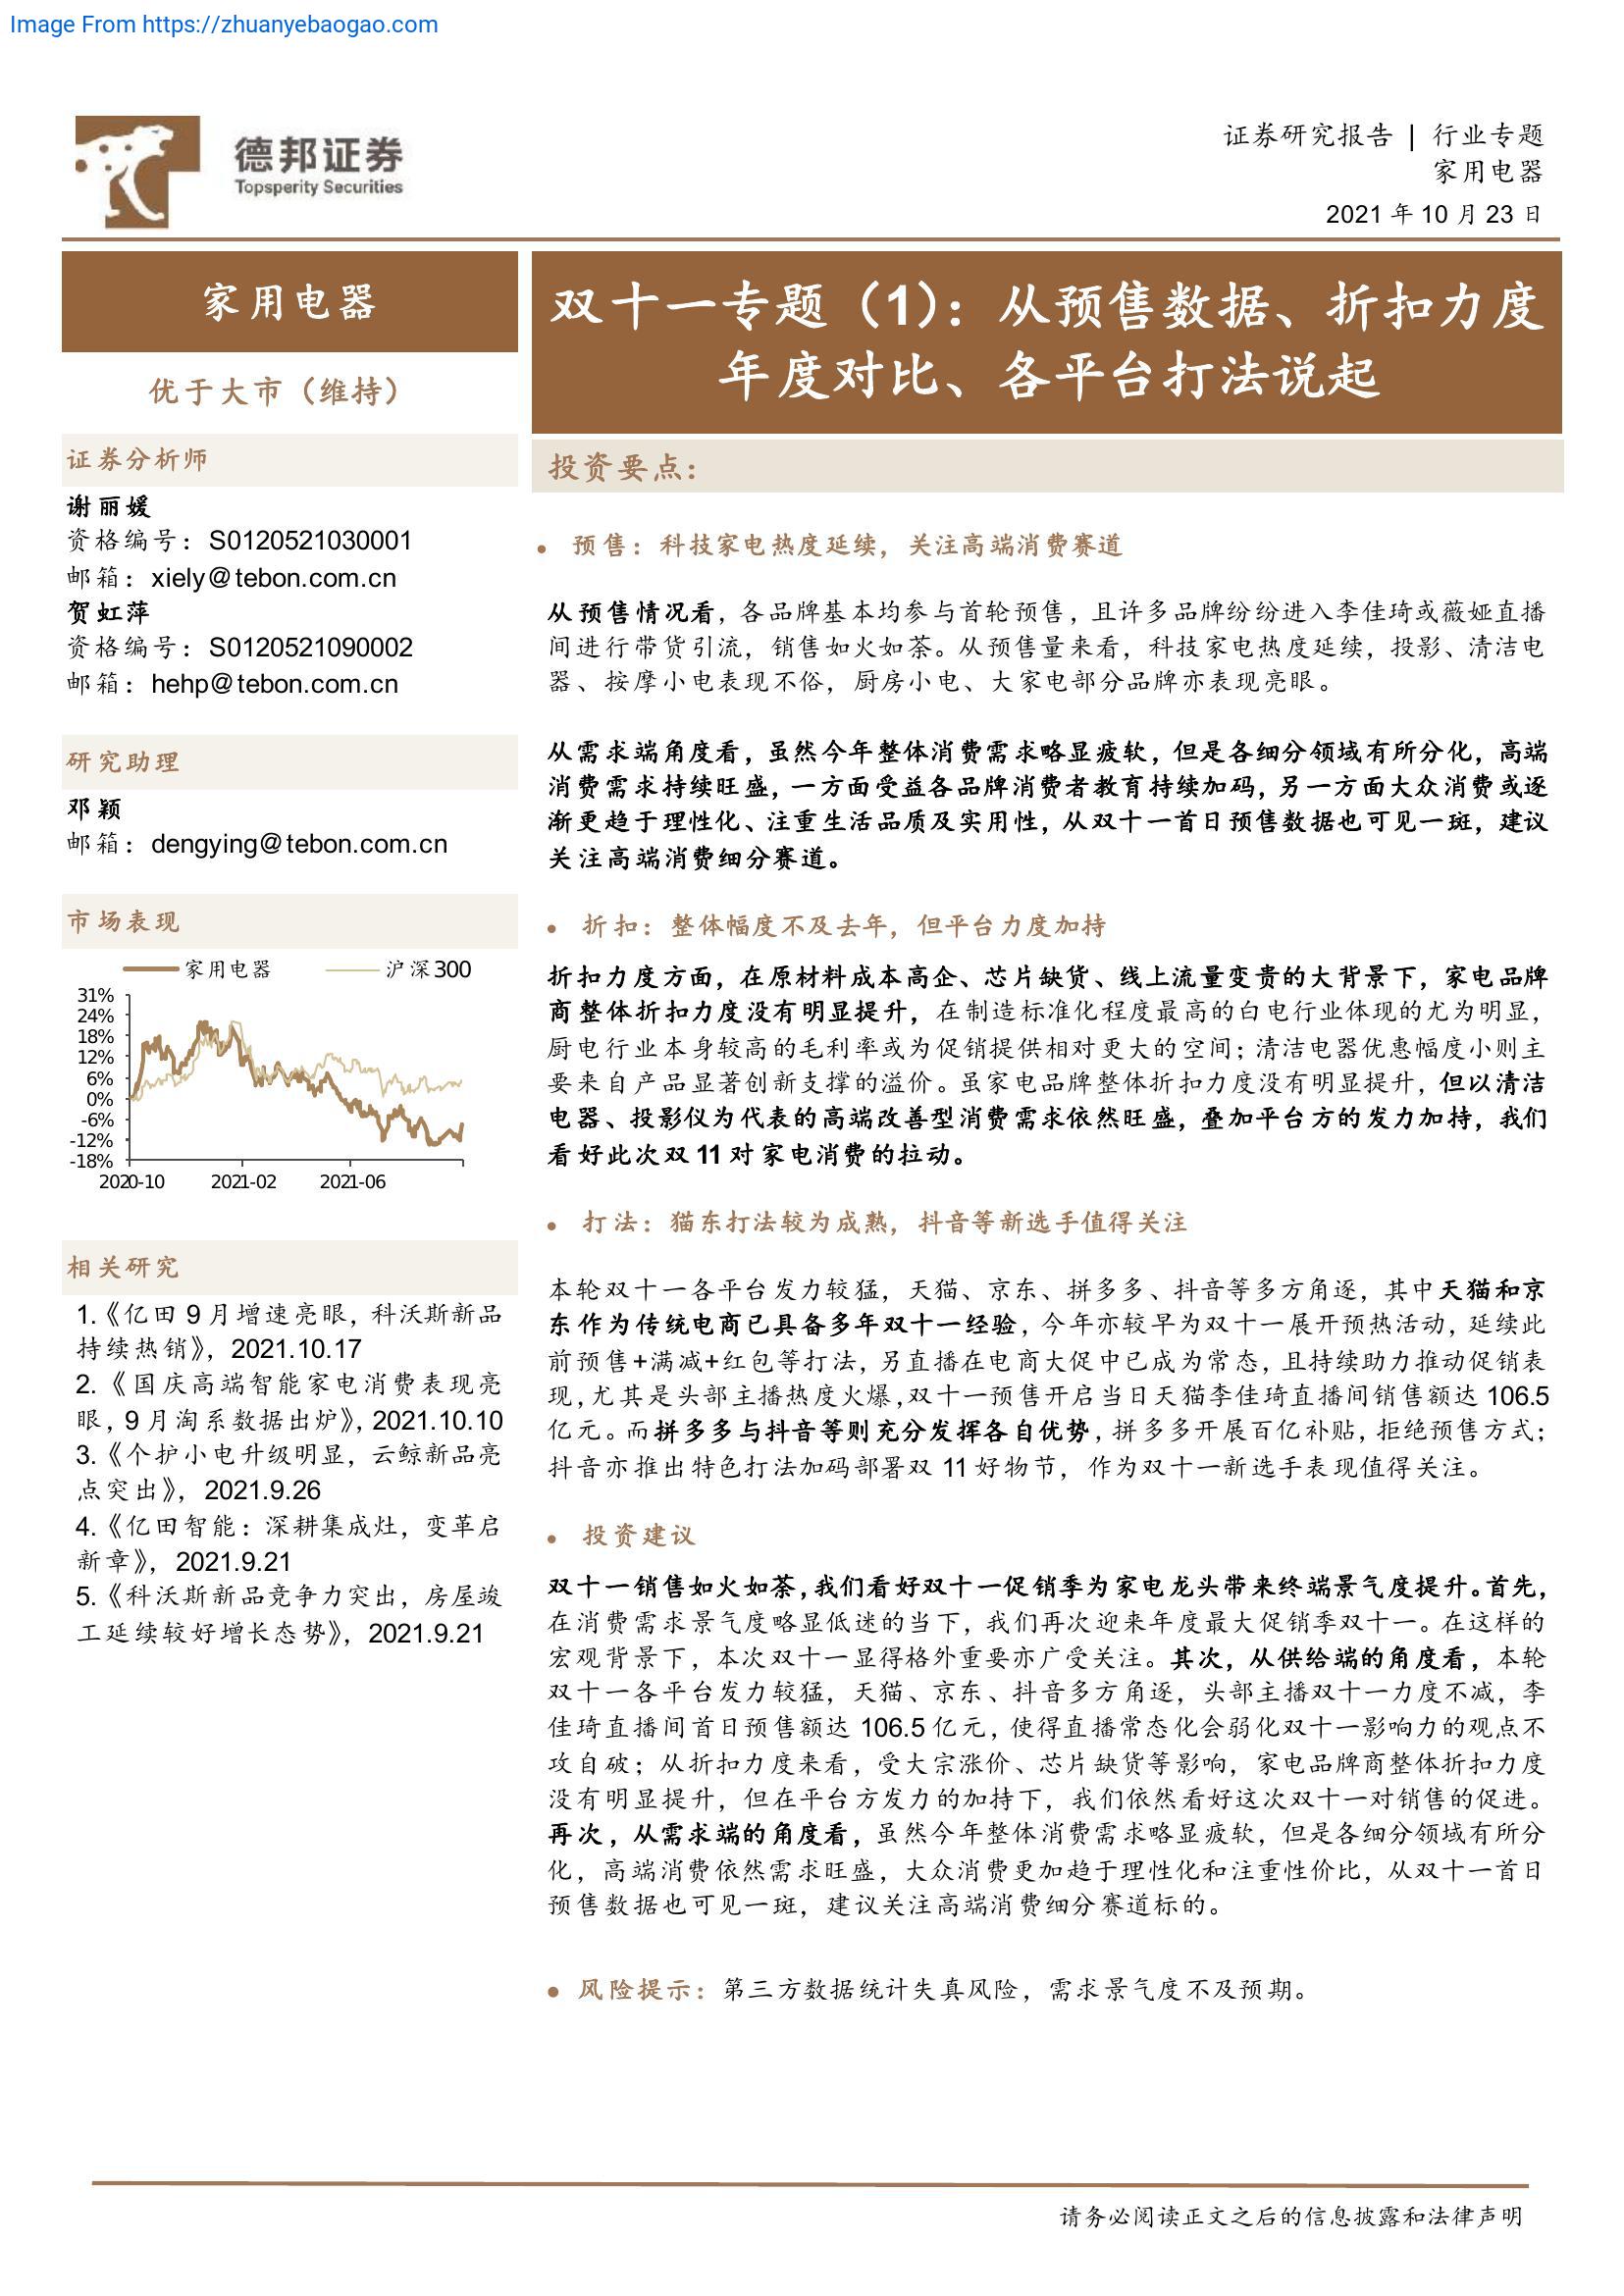 Image From https://zhuanyebaogao.com
德邦证券
Topsperity Securities
证券研究报告 | 行业专题
家用电器
2021 年 10 月 23 日
家用电器
优于大市（维持）
证券分析师
谢丽媛
资格编号：S0120521030001
邮箱：xiely@tebon.com.cn
贺虹萍
资格编号：S0120521090002
邮箱：hehp@tebon.com.cn
研究助理
邓颖
邮箱：dengying@tebon.com.cn
市场表现
家用电器 沪深300
31%
24%
18%
12%
6%
0%
-6%
-12%
-18%
2020-10 2021-02 2021-06
相关研究
1.《亿田 9 月增速亮眼，科沃斯新品
持续热销》，2021.10.17
2.《国庆高端智能家电消费表现亮
眼，9 月淘系数据出炉》，2021.10.10
3.《个护小电升级明显，云鲸新品亮
点突出》，2021.9.26
4.《亿田智能：深耕集成灶，变革启
新章》，2021.9.21
5.《科沃斯新品竞争力突出，房屋竣
工延续较好增长态势》，2021.9.21
双十一专题（1）：从预售数据、折扣力度
年度对比、各平台打法说起
投资要点：
● 预售：科技家电热度延续，关注高端消费赛道
从预售情况看，各品牌基本均参与首轮预售，且许多品牌纷纷进入李佳琦或薇娅直播
间进行带货引流，销售如火如荼。从预售量来看，科技家电热度延续，投影、清洁电
器、按摩小电表现不俗，厨房小电、大家电部分品牌亦表现亮眼。
从需求端角度看，虽然今年整体消费需求略显疲软，但是各细分领域有所分化，高端
消费需求持续旺盛，一方面受益各品牌消费者教育持续加码，另一方面大众消费或逐
渐更趋于理性化、注重生活品质及实用性，从双十一首日预售数据也可见一斑，建议
关注高端消费细分赛道。
● 折扣：整体幅度不及去年，但平台力度加持
折扣力度方面，在原材料成本高企、芯片缺货、线上流量变贵的大背景下，家电品牌
商整体折扣力度没有明显提升，在制造标准化程度最高的白电行业体现的尤为明显，
厨电行业本身较高的毛利率或为促销提供相对更大的空间；清洁电器优惠幅度小则主
要来自产品显著创新支撑的溢价。虽家电品牌整体折扣力度没有明显提升，但以清洁
电器、投影仪为代表的高端改善型消费需求依然旺盛，叠加平台方的发力加持，我们
看好此次双 11 对家电消费的拉动。
● 打法：猫东打法较为成熟，抖音等新选手值得关注
本轮双十一各平台发力较猛，天猫、京东、拼多多、抖音等多方角逐，其中天猫和京
东作为传统电商已具备多年双十一经验，今年亦较早为双十一展开预热活动，延续此
前预售+满减+红包等打法，另直播在电商大促中已成为常态，且持续助力推动促销表
现，尤其是头部主播热度火爆，双十一预售开启当日天猫李佳琦直播间销售额达 106.5
亿元。而拼多多与抖音等则充分发挥各自优势，拼多多开展百亿补贴，拒绝预售方式；
抖音亦推出特色打法加码部署双 11 好物节，作为双十一新选手表现值得关注。
● 投资建议
双十一销售如火如荼，我们看好双十一促销季为家电龙头带来终端景气度提升。首先，
在消费需求景气度略显低迷的当下，我们再次迎来年度最大促销季双十一。在这样的
宏观背景下，本次双十一显得格外重要亦广受关注。其次，从供给端的角度看，本轮
双十一各平台发力较猛，天猫、京东、抖音多方角逐，头部主播双十一力度不减，李
佳琦直播间首日预售额达 106.5 亿元，使得直播常态化会弱化双十一影响力的观点不
攻自破；从折扣力度来看，受大宗涨价、芯片缺货等影响，家电品牌商整体折扣力度
没有明显提升，但在平台方发力的加持下，我们依然看好这次双十一对销售的促进。
再次，从需求端的角度看，虽然今年整体消费需求略显疲软，但是各细分领域有所分
化，高端消费依然需求旺盛，大众消费更加趋于理性化和注重性价比，从双十一首日
预售数据也可见一斑，建议关注高端消费细分赛道标的。
● 风险提示：第三方数据统计失真风险，需求景气度不及预期。
请务必阅读正文之后的信息披露和法律声明